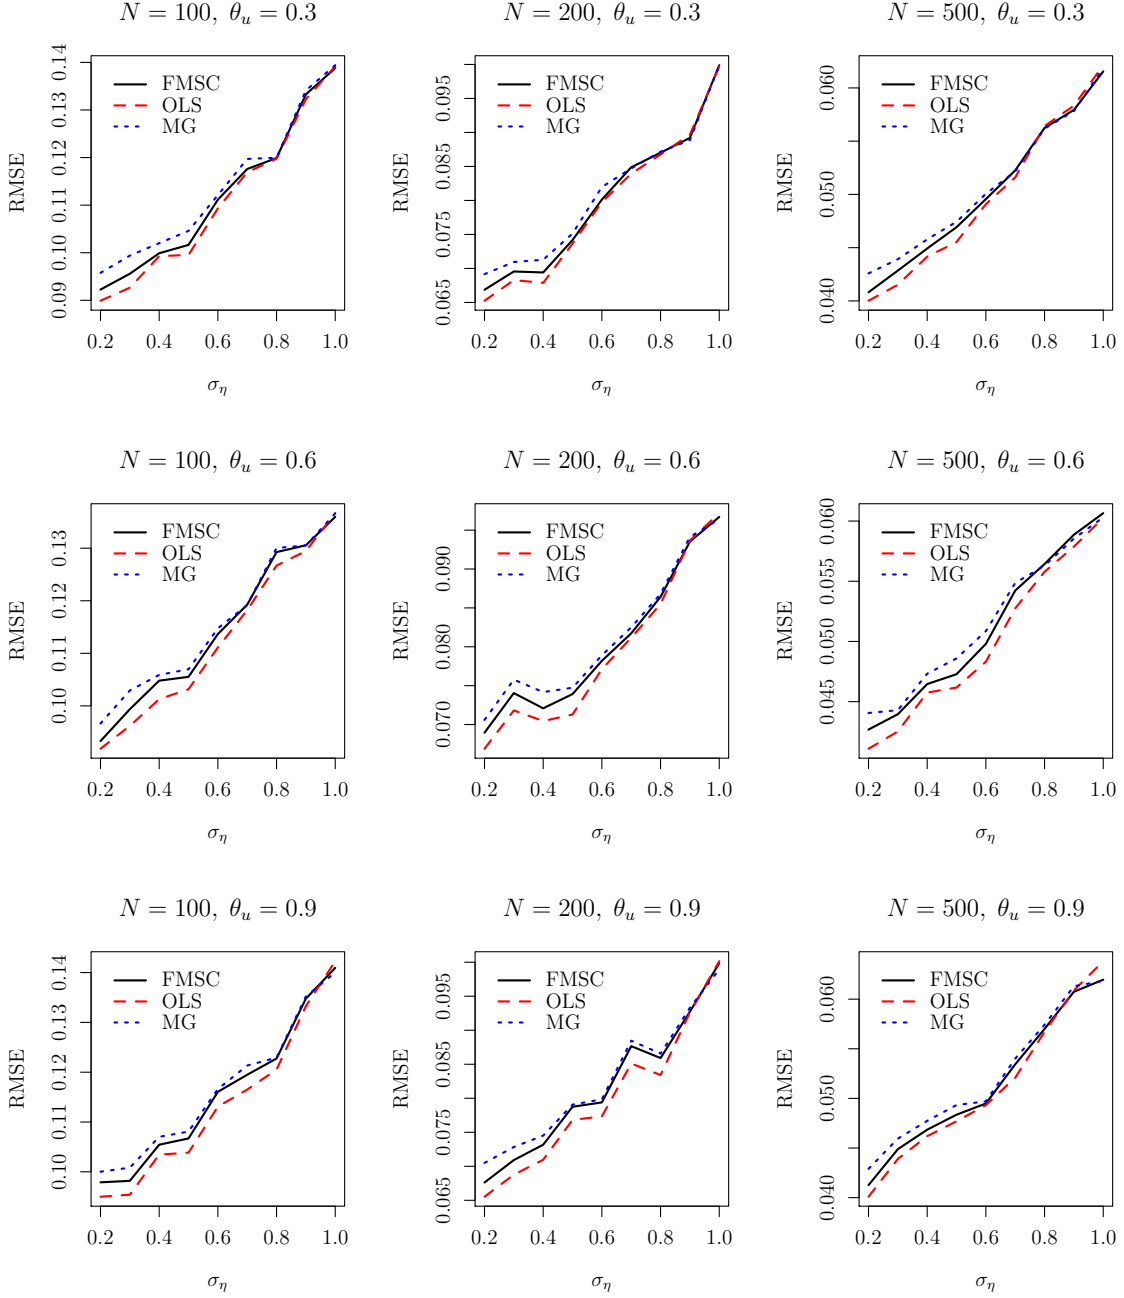 N = 100, θu = 0.3
RMSE
0.09 0.10 0.11 0.12 0.13 0.14
FMSC
OLS
MG
0.2 0.4 0.6 0.8 1.0
ση
N = 200, θu = 0.3
RMSE
0.065 0.075 0.085 0.095
FMSC
OLS
MG
0.2 0.4 0.6 0.8 1.0
ση
N = 500, θu = 0.3
RMSE
0.040 0.050 0.060
FMSC
OLS
MG
0.2 0.4 0.6 0.8 1.0
ση
N = 100, θu = 0.6
RMSE
0.10 0.11 0.12 0.13
FMSC
OLS
MG
0.2 0.4 0.6 0.8 1.0
ση
N = 200, θu = 0.6
RMSE
0.070 0.080 0.090
FMSC
OLS
MG
0.2 0.4 0.6 0.8 1.0
ση
N = 500, θu = 0.6
RMSE
0.045 0.050 0.055 0.060
FMSC
OLS
MG
0.2 0.4 0.6 0.8 1.0
ση
N = 100, θu = 0.9
RMSE
0.10 0.11 0.12 0.13 0.14
FMSC
OLS
MG
0.2 0.4 0.6 0.8 1.0
ση
N = 200, θu = 0.9
RMSE
0.065 0.075 0.085 0.095
FMSC
OLS
MG
0.2 0.4 0.6 0.8 1.0
ση
N = 500, θu = 0.9
RMSE
0.040 0.050 0.060
FMSC
OLS
MG
0.2 0.4 0.6 0.8 1.0
ση